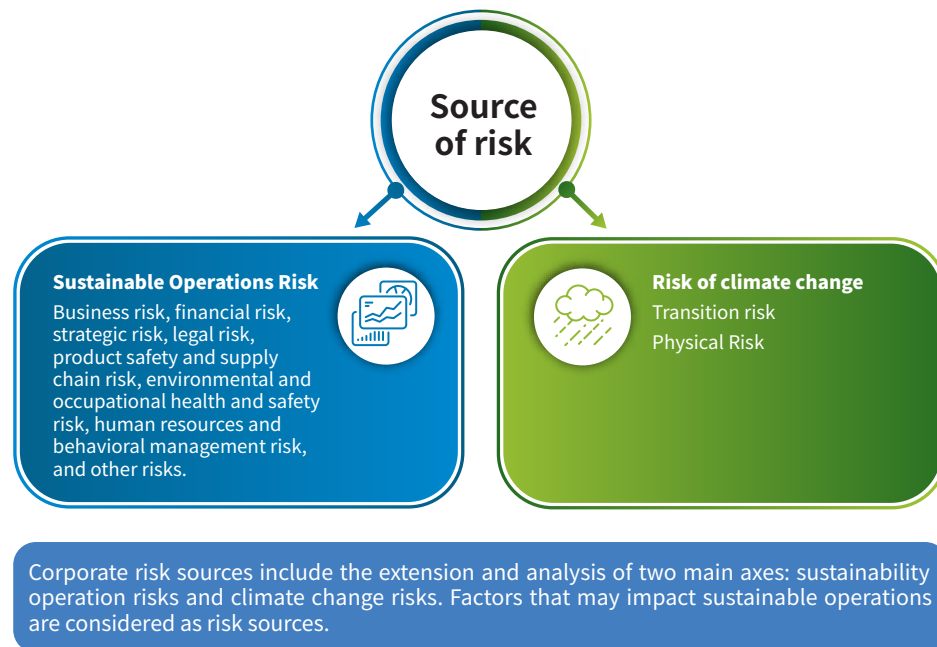 Source
of risk
Sustainable Operations Risk
Business risk, financial risk,
strategic risk, legal risk,
product safety and supply
chain risk, environmental and
occupational health and safety
risk, human resources and
behavioral management risk,
and other risks.
Risk of climate change
Transition risk
Physical Risk
Corporate risk sources include the extension and analysis of two main axes: sustainability
operation risks and climate change risks. Factors that may impact sustainable operations
are considered as risk sources.